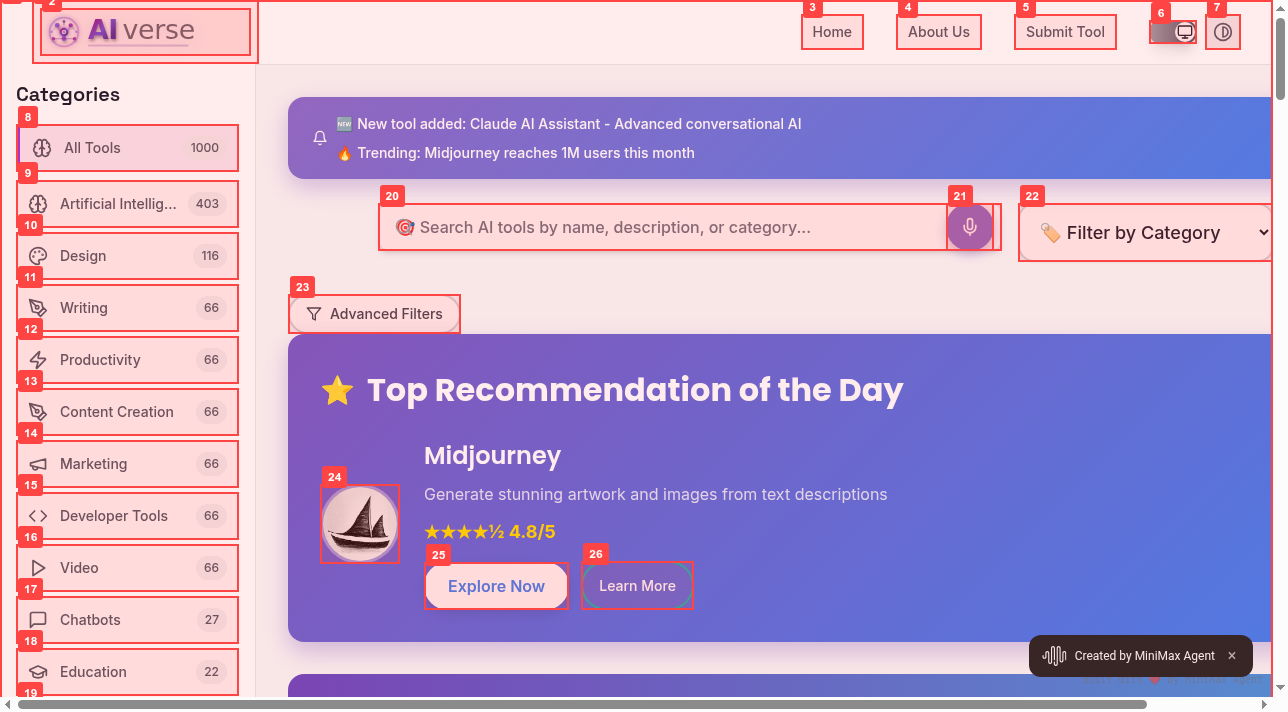 2
AI verse
3
Home
4
About Us
5
Submit Tool
6
7
Categories
8
All Tools 1000
9
Artificial Intellig... 403
10
Design 116
11
Writing 66
12
Productivity 66
13
Content Creation 66
14
Marketing 66
15
Developer Tools 66
16
Video 66
17
Chatbots 27
18
Education 22
19
NEW New tool added: Claude AI Assistant - Advanced conversational AI
🔥 Trending: Midjourney reaches 1M users this month
20
🎯 Search AI tools by name, description, or category...
21
22
🏷️ Filter by Category
23
Advanced Filters
⭐ Top Recommendation of the Day
24
Midjourney
Generate stunning artwork and images from text descriptions
★★★★½ 4.8/5
25
Explore Now
26
Learn More
Created by MiniMax Agent ×